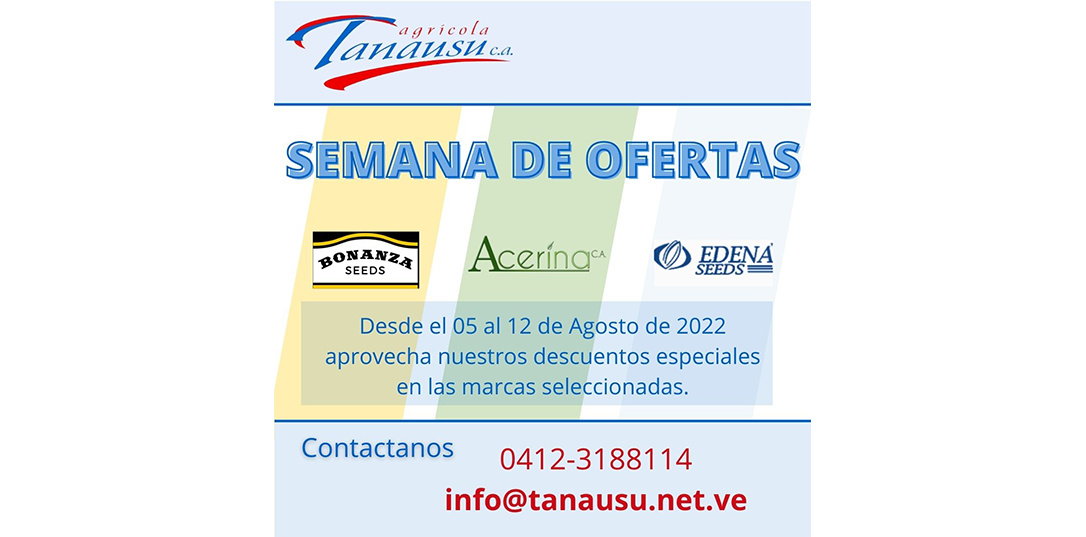 agrícola
Tanausu c.a.
SEMANA DE OFERTAS
BONANZA
SEEDS
Acerina C.A.
EDENA
SEEDS
Desde el 05 al 12 de Agosto de 2022
aprovecha nuestros descuentos especiales
en las marcas seleccionadas.
Contactanos
0412-3188114
info@tanausu.net.ve